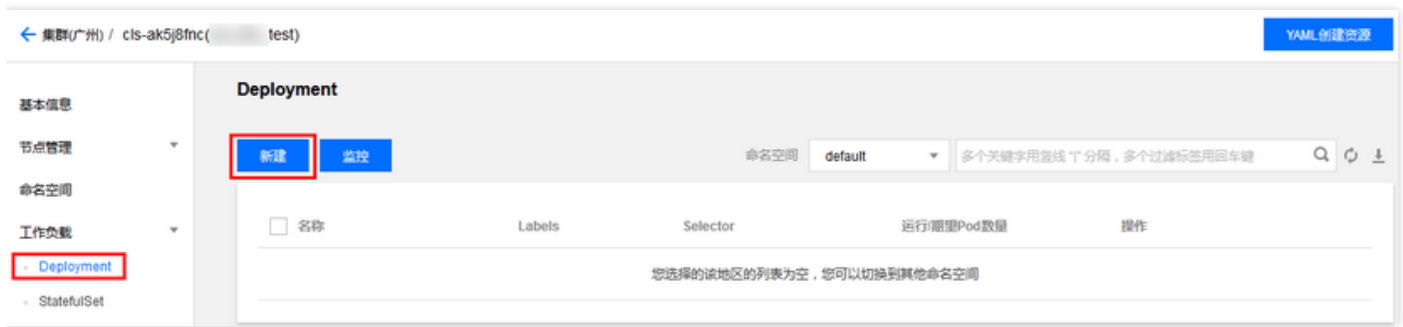 集群(广州) / cls-ak5j8fnc( test)
YAML创建资源
基本信息
节点管理
命名空间
工作负载
Deployment
StatefulSet
Deployment
新建 监控
命名空间 default 多个关键字用竖线 "|" 分隔，多个过滤标签用回车键
名称 Labels Selector 运行/期望Pod数量 操作
您选择的该地区的列表为空，您可以切换到其他命名空间